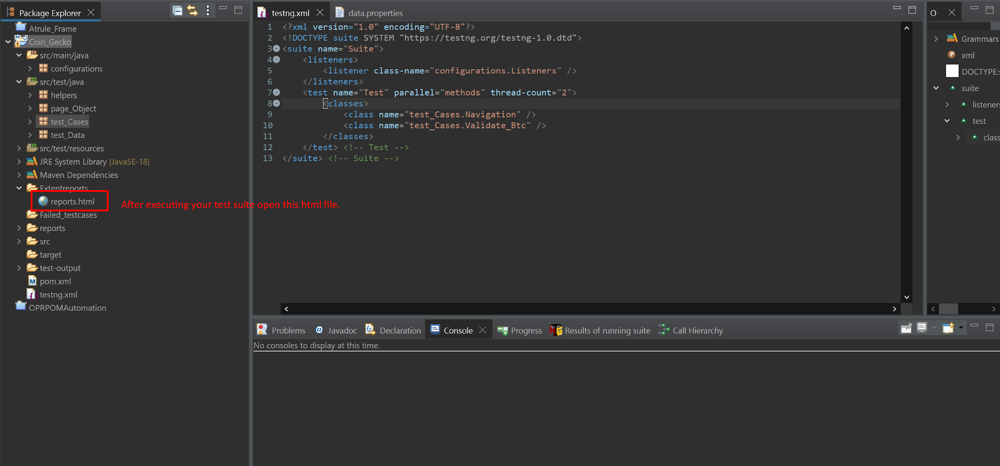 Package Explorer
Atrule_Frame
Coin_Gecko
src/main/java
configurations
src/test/java
helpers
page_Object
test_Cases
test_Data
src/test/resources
JRE System Library [JavaSE-18]
Maven Dependencies
Extentreports
reports.html
After executing your test suite open this html file.
Failed_testcases
reports
src
target
test-output
pom.xml
testng.xml
OPRPOMAutomation
testng.xml
data.properties
1 <?xml version="1.0" encoding="UTF-8"?>
2 <!DOCTYPE suite SYSTEM "https://testng.org/testng-1.0.dtd">
3 <suite name="Suite">
4 <listeners>
5 <listener class-name="configurations.Listeners" />
6 </listeners>
7 <test name="Test" parallel="methods" thread-count="2">
8 <classes>
9 <class name="test_Cases.Navigation" />
10 <class name="test_Cases.Validate_Btc" />
11 </classes>
12 </test> <!-- Test -->
13 </suite> <!-- Suite -->
O
Grammars
xml
DOCTYPE:s
suite
listeners
test
class
Problems
Javadoc
Declaration
Console
Progress
Results of running suite
Call Hierarchy
No consoles to display at this time.